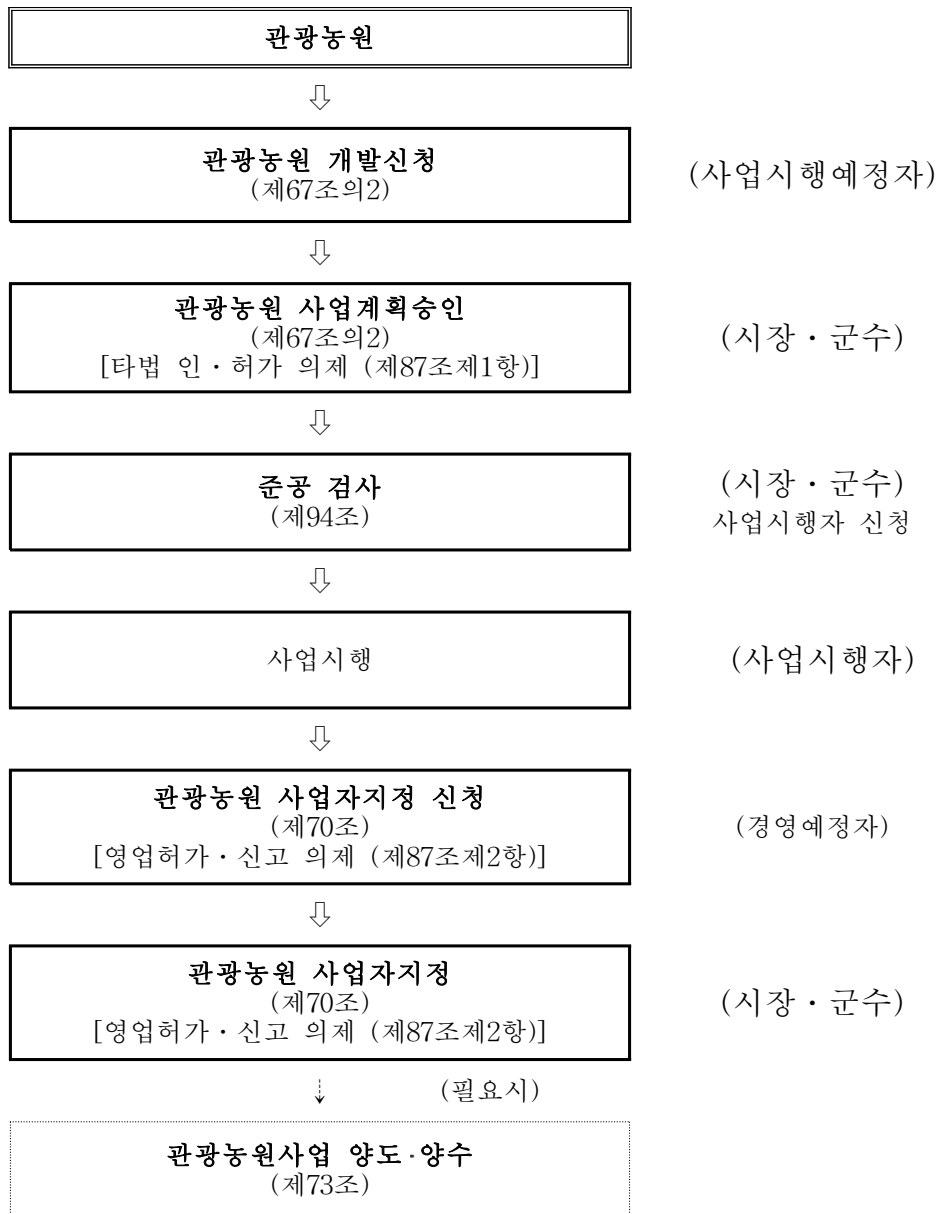 관광농원
⇩
관광농원 개발신청
(제67조의2)
(사업시행예정자)
⇩
관광농원 사업계획승인
(제67조의2)
[타법 인・허가 의제 (제87조제1항)]
(시장・군수)
⇩
준공 검사
(제94조)
(시장・군수)
사업시행자 신청
⇩
사업시행
(사업시행자)
⇩
관광농원 사업자지정 신청
(제70조)
[영업허가・신고 의제 (제87조제2항)]
(경영예정자)
⇩
관광농원 사업자지정
(제70조)
[영업허가・신고 의제 (제87조제2항)]
(시장・군수)
(필요시)
관광농원사업 양도·양수
(제73조)